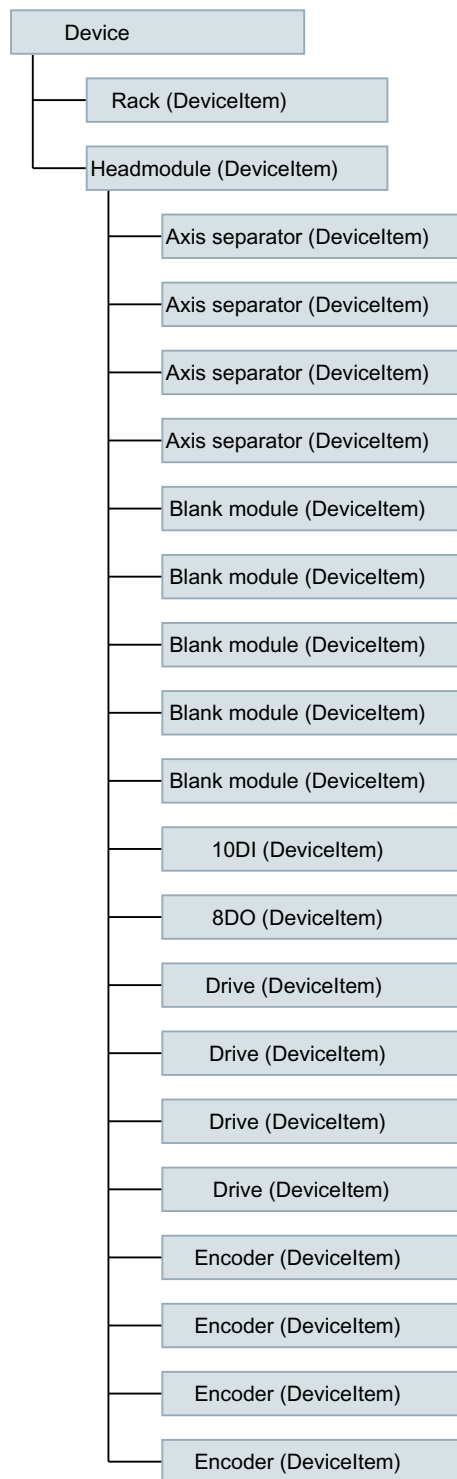 Device
Rack (DeviceItem)
Headmodule (DeviceItem)
Axis separator (DeviceItem)
Axis separator (DeviceItem)
Axis separator (DeviceItem)
Axis separator (DeviceItem)
Blank module (DeviceItem)
Blank module (DeviceItem)
Blank module (DeviceItem)
Blank module (DeviceItem)
Blank module (DeviceItem)
10DI (DeviceItem)
8DO (DeviceItem)
Drive (DeviceItem)
Drive (DeviceItem)
Drive (DeviceItem)
Drive (DeviceItem)
Encoder (DeviceItem)
Encoder (DeviceItem)
Encoder (DeviceItem)
Encoder (DeviceItem)